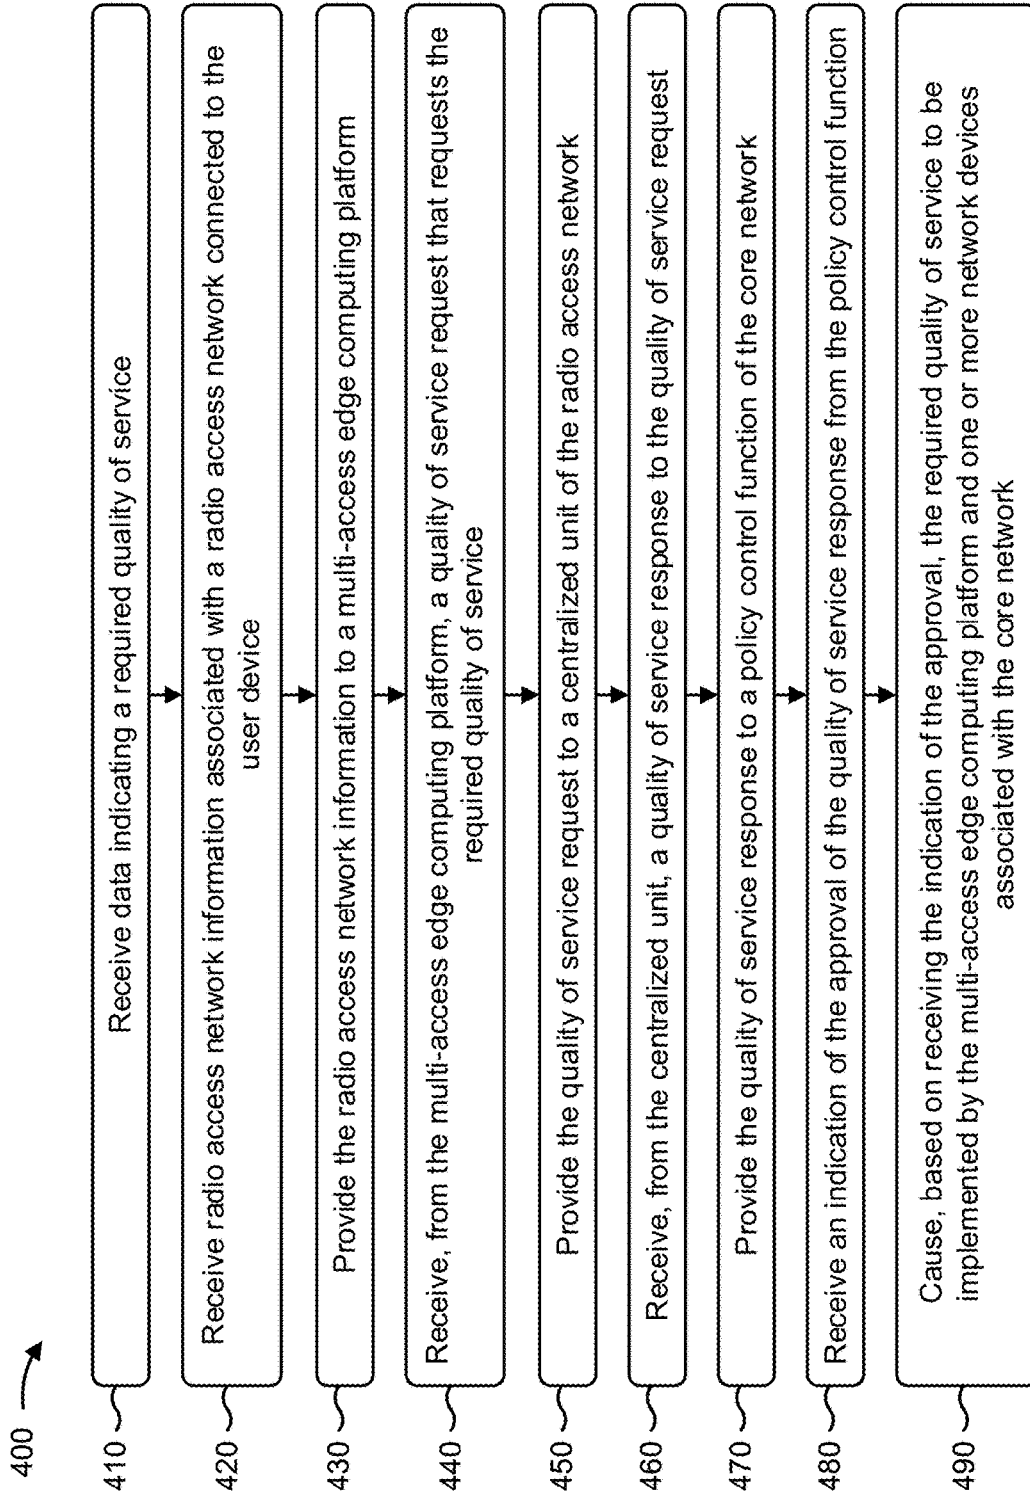 400
410
Receive data indicating a required quality of service
420
Receive radio access network information associated with a radio access network connected to the
user device
430
Provide the radio access network information to a multi-access edge computing platform
440
Receive, from the multi-access edge computing platform, a quality of service request that requests the
required quality of service
450
Provide the quality of service request to a centralized unit of the radio access network
460
Receive, from the centralized unit, a quality of service response to the quality of service request
470
Provide the quality of service response to a policy control function of the core network
480
Receive an indication of the approval of the quality of service response from the policy control function
490
Cause, based on receiving the indication of the approval, the required quality of service to be
implemented by the multi-access edge computing platform and one or more network devices
associated with the core network